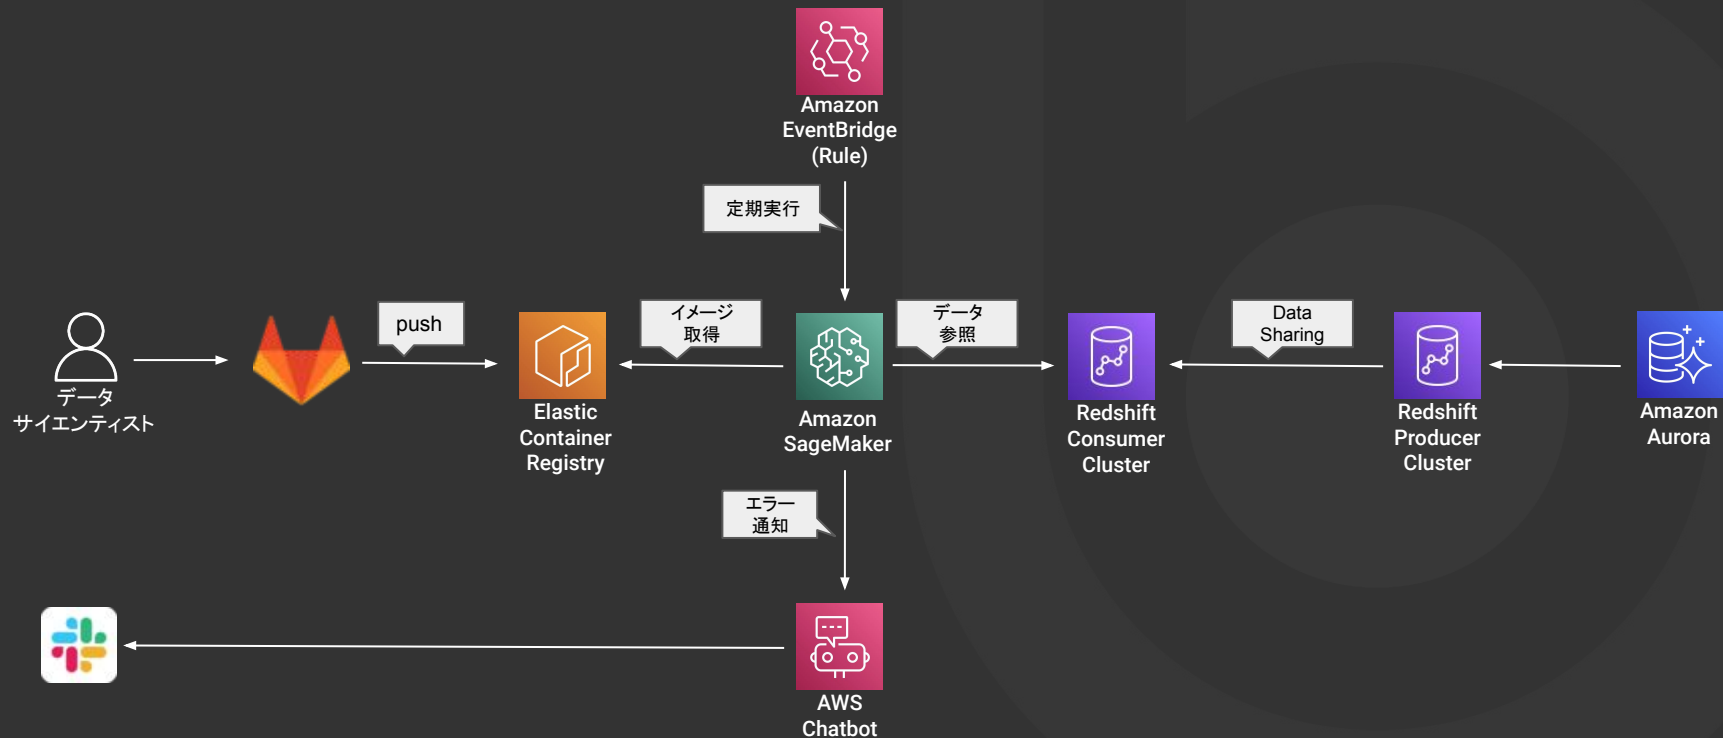 Amazon
EventBridge
(Rule)
定期実行
データ
サイエンティスト
push
Elastic
Container
Registry
イメージ
取得
Amazon
SageMaker
データ
参照
Redshift
Consumer
Cluster
Data
Sharing
Redshift
Producer
Cluster
Amazon
Aurora
エラー
通知
AWS
Chatbot